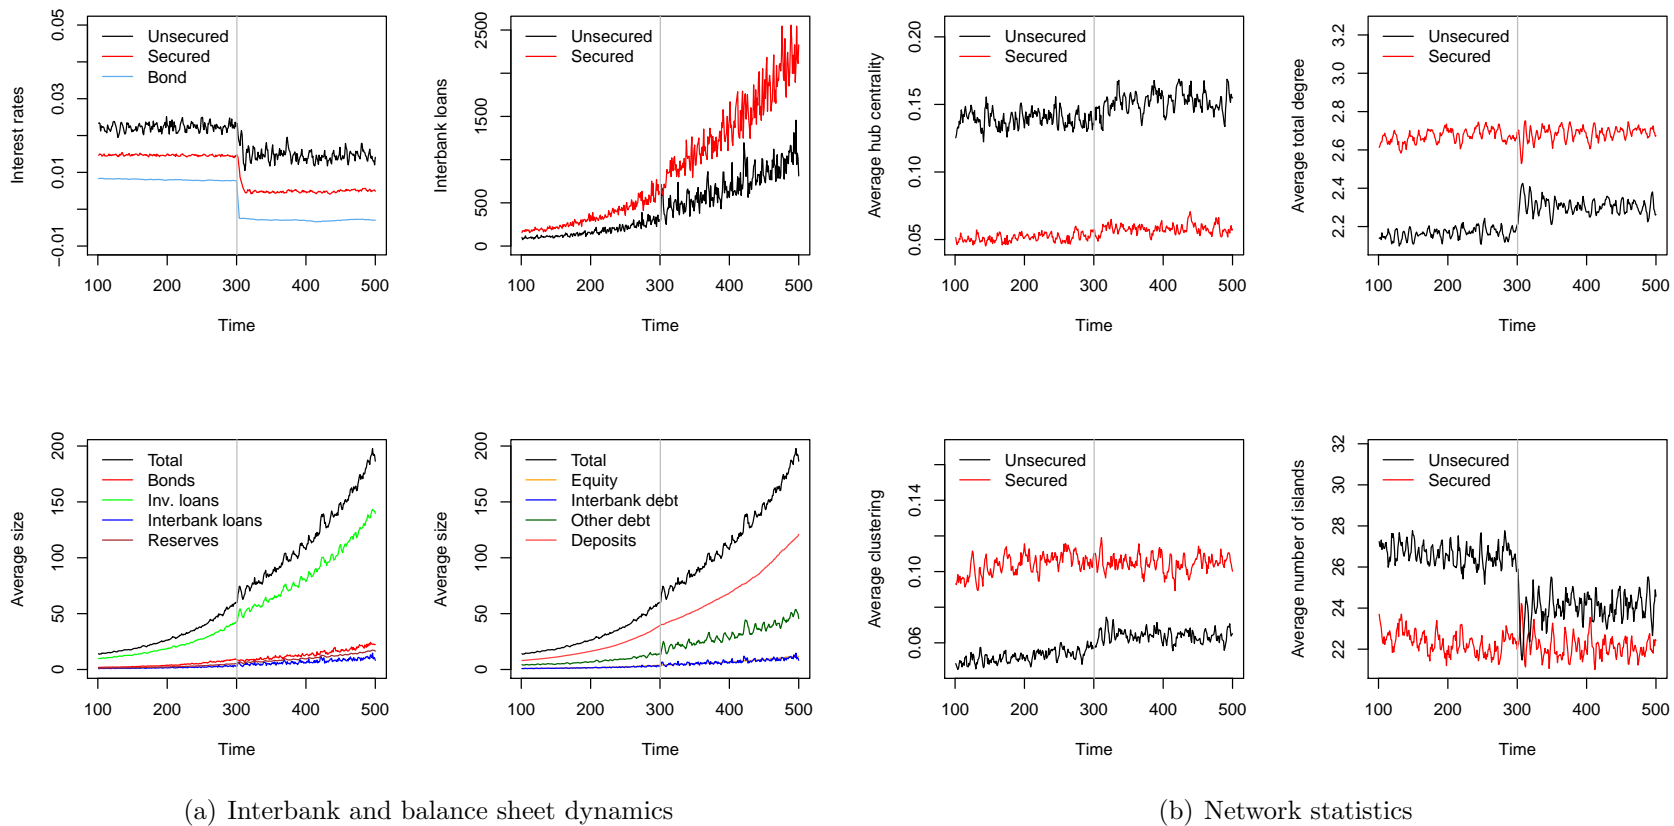 Interest rates
0.05
0.03
0.01
−0.01
Unsecured
Secured
Bond
100 200 300 400 500
Time
Interbank loans
2500
1500
500
0
Unsecured
Secured
100 200 300 400 500
Time
Average hub centrality
0.20
0.15
0.10
0.05
Unsecured
Secured
100 200 300 400 500
Time
Average total degree
3.2
3.0
2.8
2.6
2.4
2.2
Unsecured
Secured
100 200 300 400 500
Time
Average size
200
150
100
50
0
Total
Bonds
Inv. loans
Interbank loans
Reserves
100 200 300 400 500
Time
Average size
200
150
100
50
0
Total
Equity
Interbank debt
Other debt
Deposits
100 200 300 400 500
Time
Average clustering
0.14
0.10
0.06
Unsecured
Secured
100 200 300 400 500
Time
Average number of islands
32
30
28
26
24
22
Unsecured
Secured
100 200 300 400 500
Time
(a) Interbank and balance sheet dynamics
(b) Network statistics